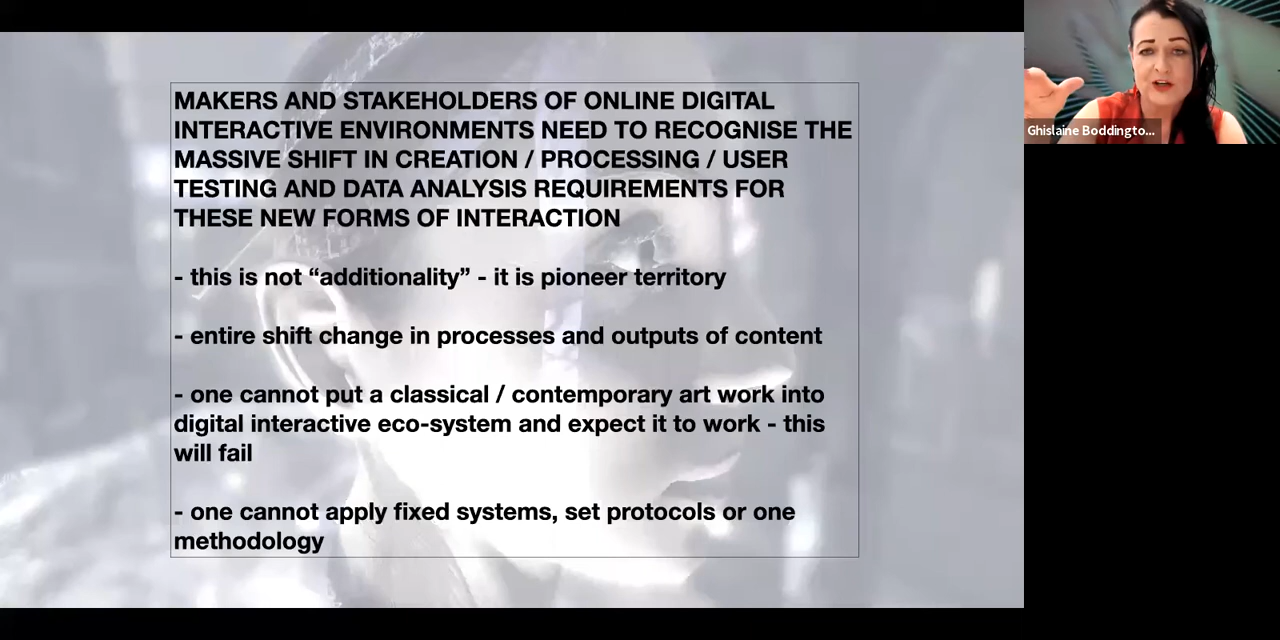 MAKERS AND STAKEHOLDERS OF ONLINE DIGITAL
INTERACTIVE ENVIRONMENTS NEED TO RECOGNISE THE
MASSIVE SHIFT IN CREATION / PROCESSING / USER
TESTING AND DATA ANALYSIS REQUIREMENTS FOR
THESE NEW FORMS OF INTERACTION
- this is not “additionality” - it is pioneer territory
- entire shift change in processes and outputs of content
- one cannot put a classical / contemporary art work into
digital interactive eco-system and expect it to work - this
will fail
- one cannot apply fixed systems, set protocols or one
methodology
Ghislaine Boddingto...